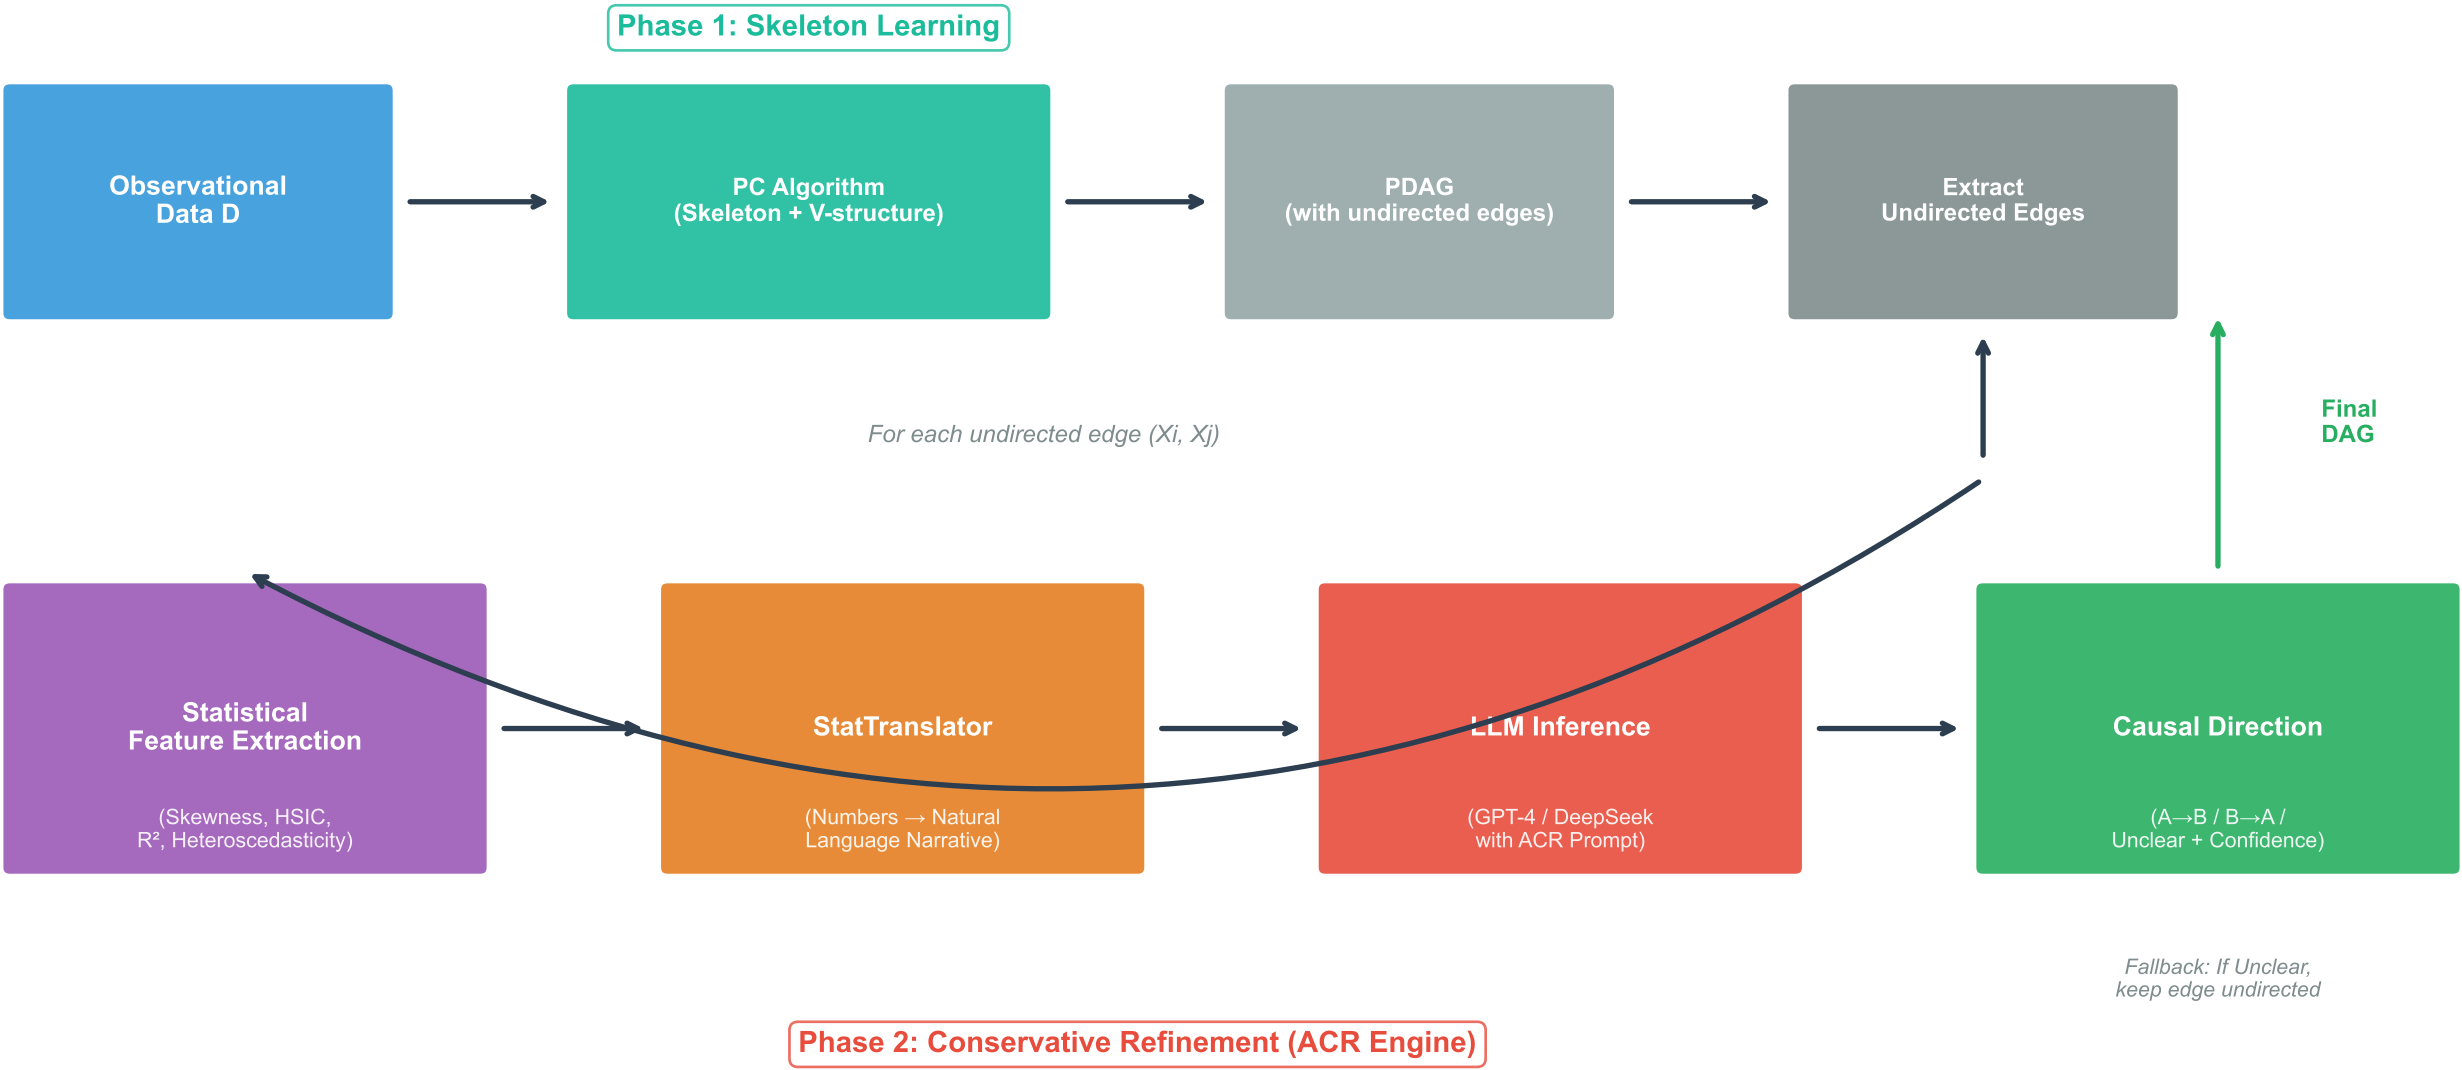 Phase 1: Skeleton Learning
Observational
Data D
PC Algorithm
(Skeleton + V-structure)
PDAG
(with undirected edges)
Extract
Undirected Edges
For each undirected edge (Xi, Xj)
Final
DAG
Statistical
Feature Extraction
(Skewness, HSIC,
R², Heteroscedasticity)
StatTranslator
(Numbers → Natural
Language Narrative)
LLM Inference
(GPT-4 / DeepSeek
with ACR Prompt)
Causal Direction
(A→B / B→A /
Unclear + Confidence)
Fallback: If Unclear,
keep edge undirected
Phase 2: Conservative Refinement (ACR Engine)